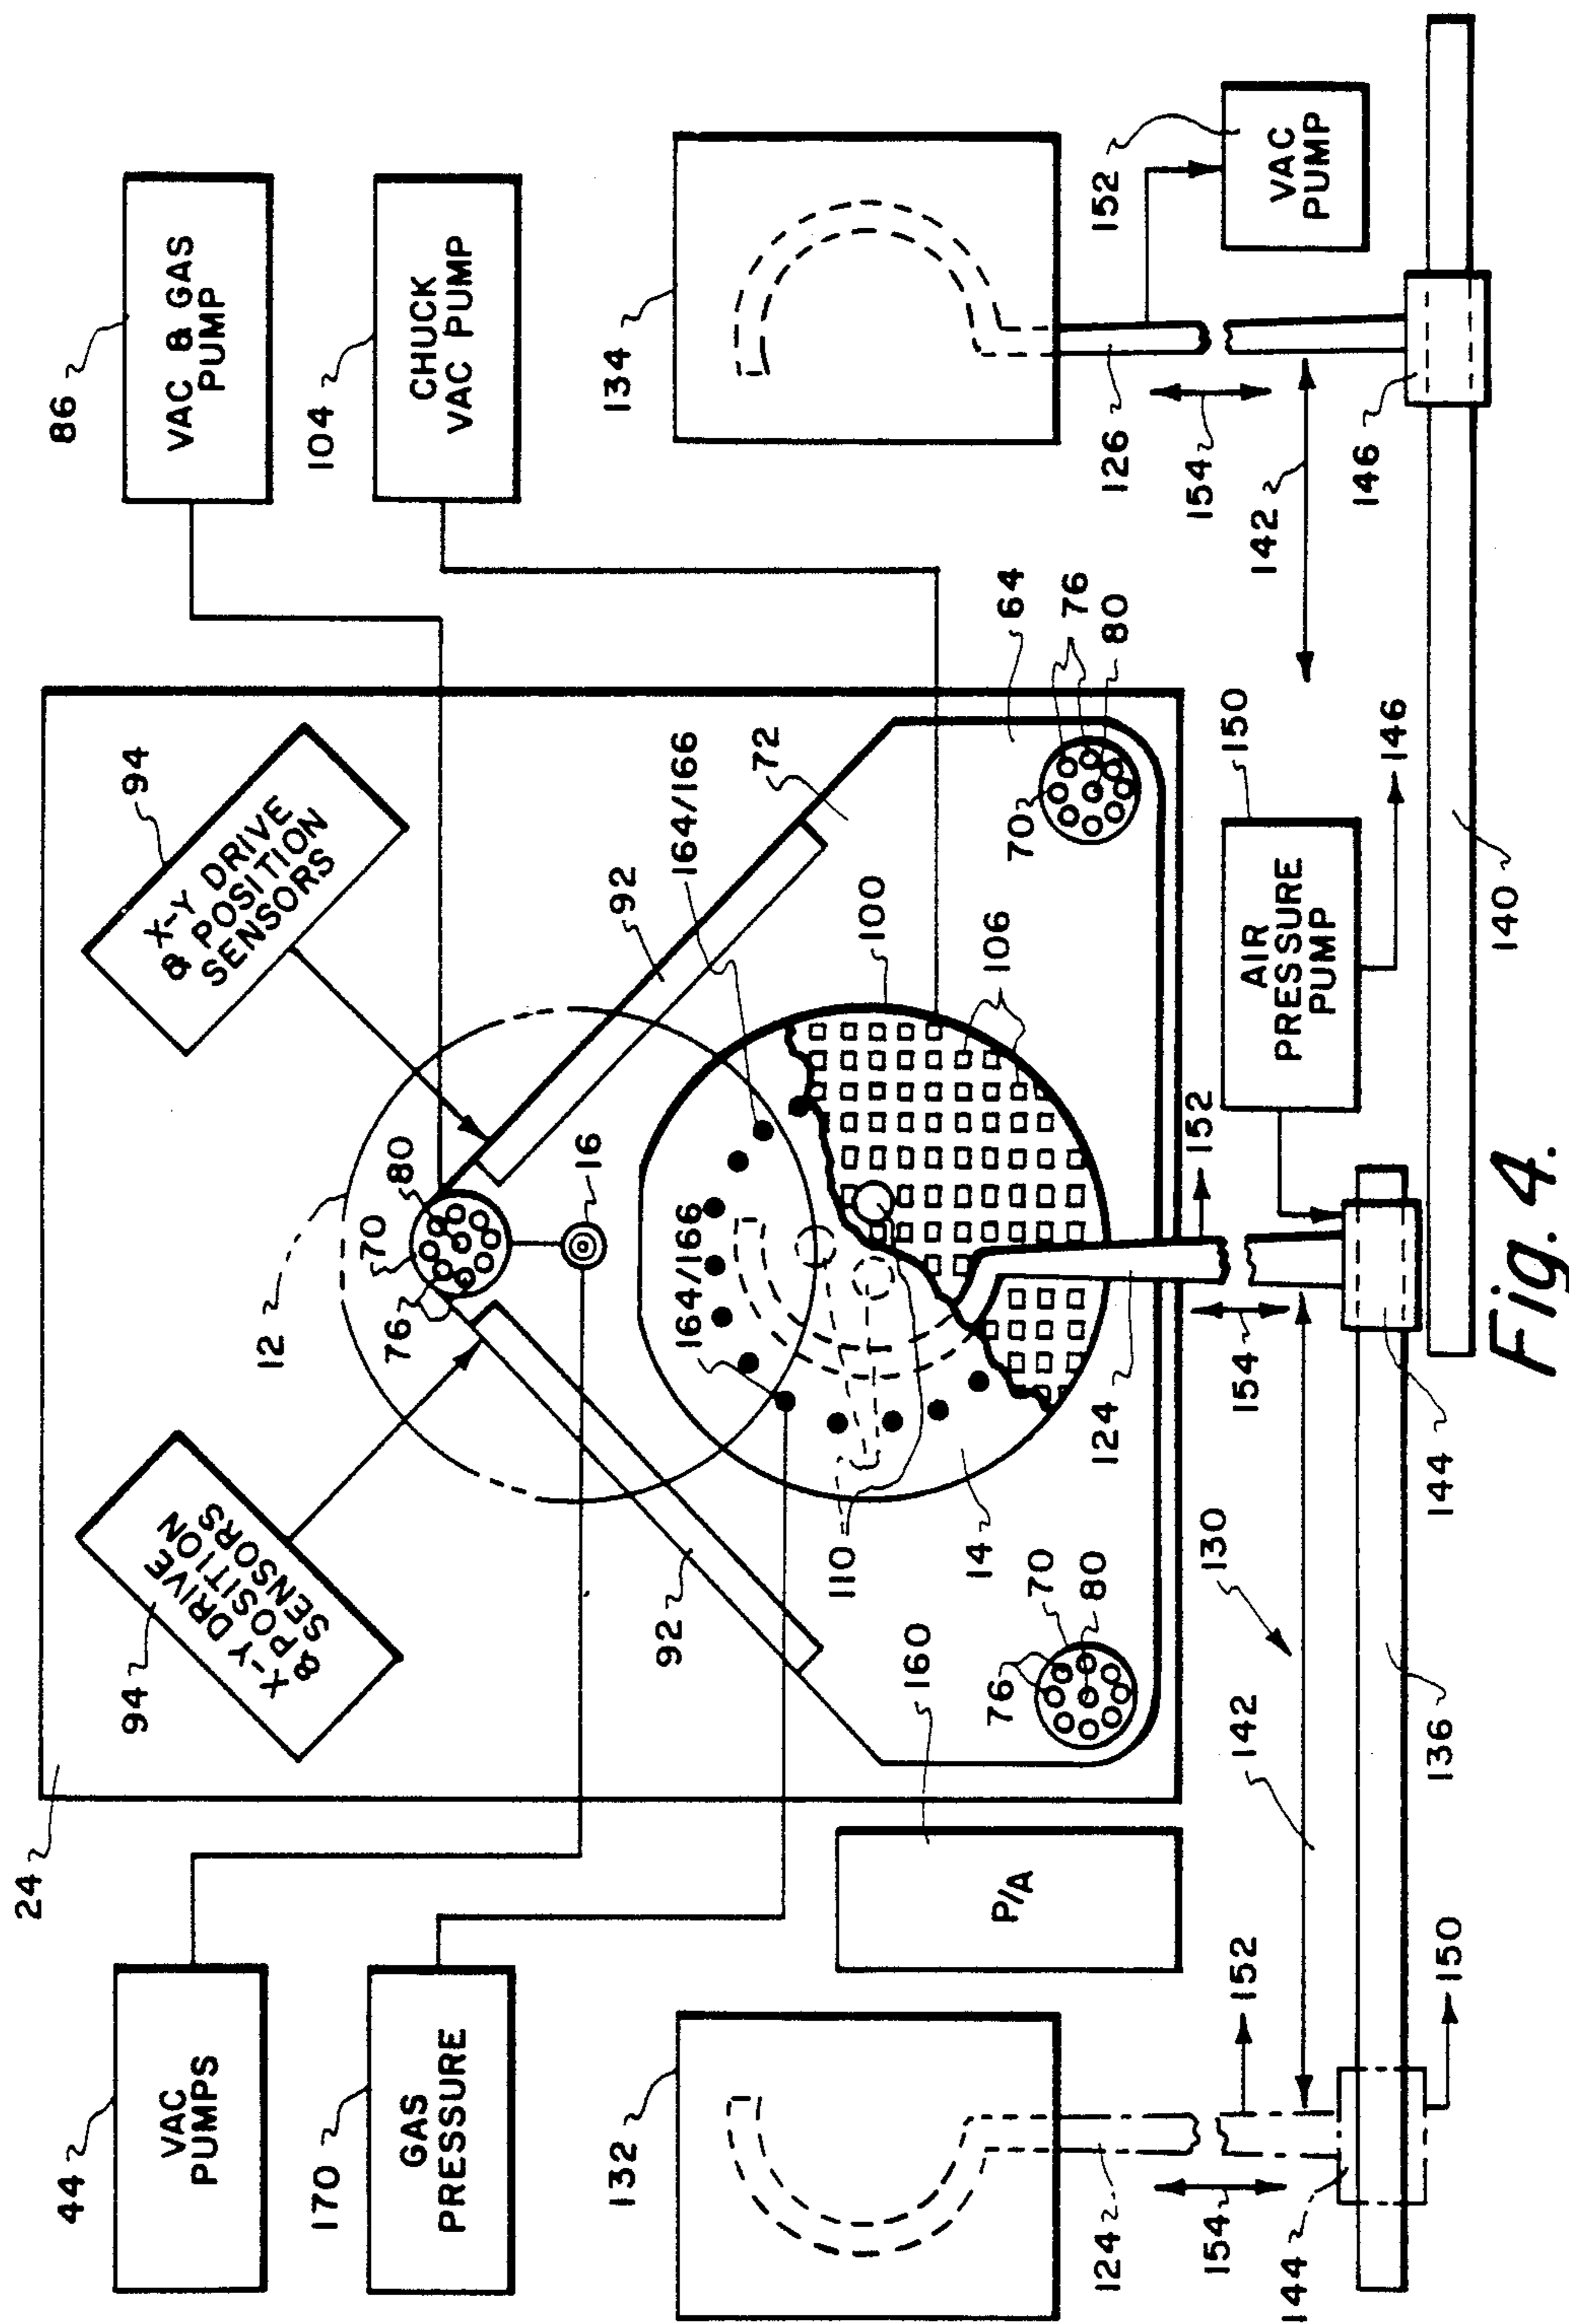 86
VAC & GAS
PUMP
104
CHUCK
VAC PUMP
134
152
VAC
PUMP
126
154
142
146
94
X-Y DRIVE
& POSITION
SENSORS
164/166
72
64
76
80
70
92
100
106
150
AIR
PRESSURE
PUMP
146
140
12
70
80
76
16
164/166
152
124
154
144
94
X-Y DRIVE
& POSITION
SENSORS
92
110
14
70
80
76
160
P/A
130
142
136
24
44
VAC
PUMPS
170
GAS
PRESSURE
132
152
150
124
154
144
Fig. 4.